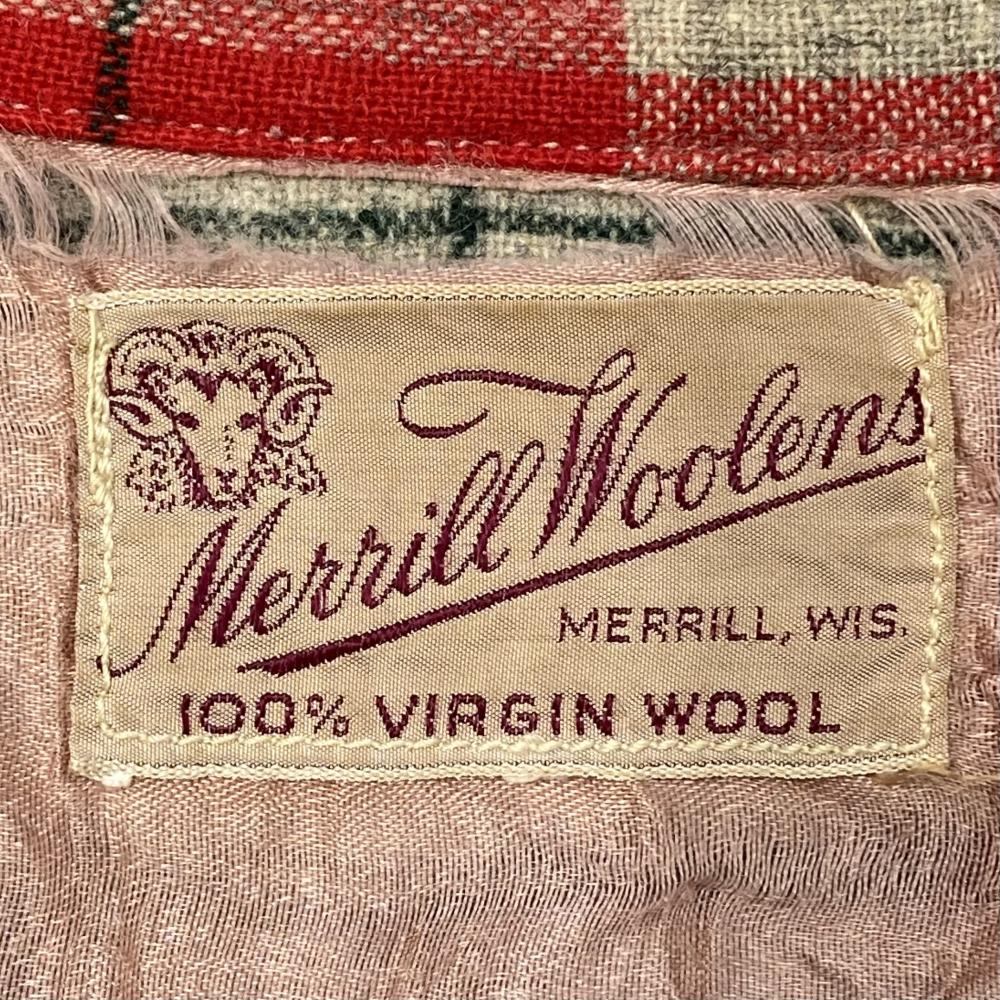 Merrill Woolens
MERRILL, WIS.
100% VIRGIN WOOL